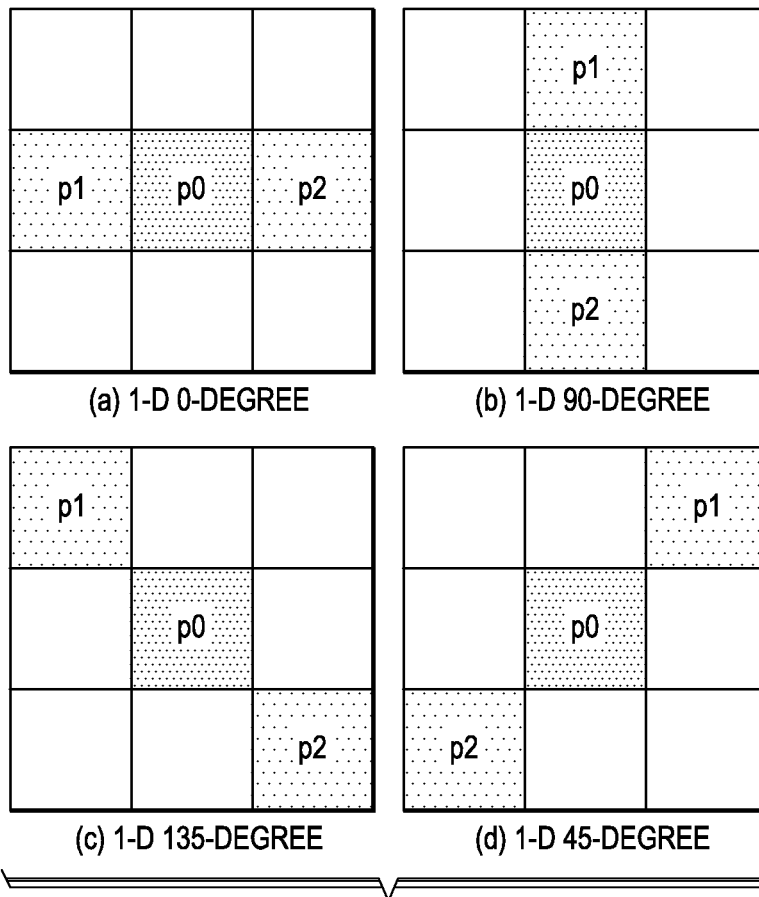 p1 p0 p2
(a) 1-D 0-DEGREE
p1
p0
p2
(b) 1-D 90-DEGREE
p1
p0
p2
(c) 1-D 135-DEGREE
p1
p0
p2
(d) 1-D 45-DEGREE